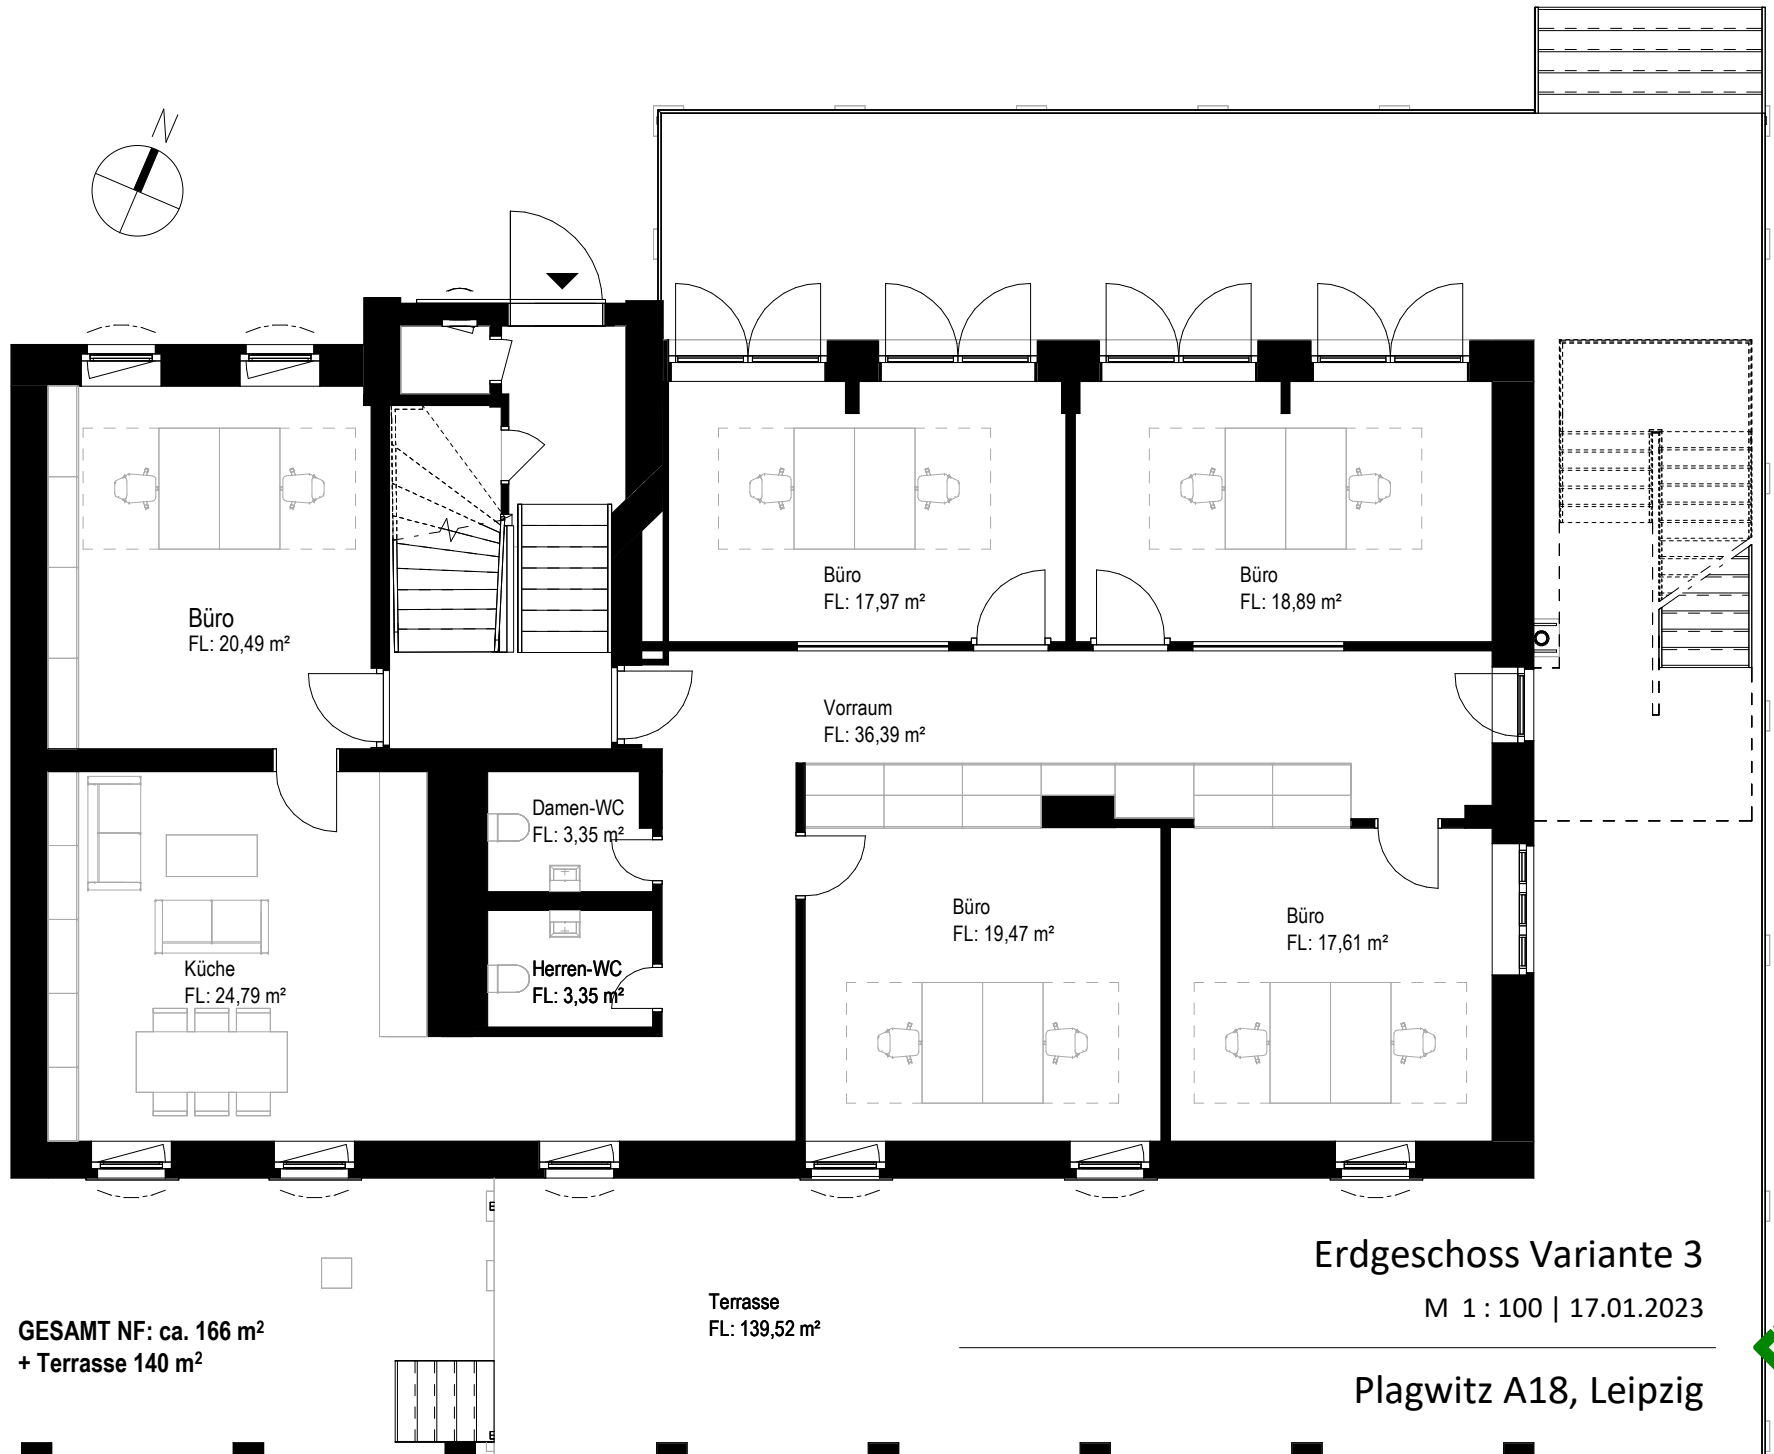 N
Büro
FL: 20,49 m²
Büro
FL: 17,97 m²
Büro
FL: 18,89 m²
Vorraum
FL: 36,39 m²
Damen-WC
FL: 3,35 m²
Herren-WC
FL: 3,35 m²
Küche
FL: 24,79 m²
Büro
FL: 19,47 m²
Büro
FL: 17,61 m²
Terrasse
FL: 139,52 m²
GESAMT NF: ca. 166 m²
+ Terrasse 140 m²
Erdgeschoss Variante 3
M 1 : 100 | 17.01.2023
Plagwitz A18, Leipzig